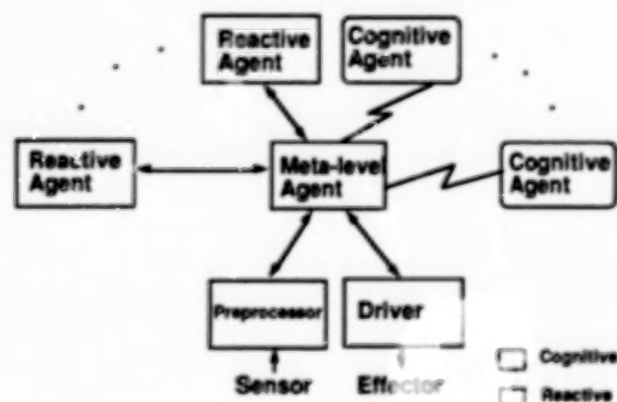 Reactive
Agent
Cognitive
Agent
Reactive
Agent
Meta-level
Agent
Cognitive
Agent
Preprocessor
Driver
Sensor
Effector
Cognitive
Reactive